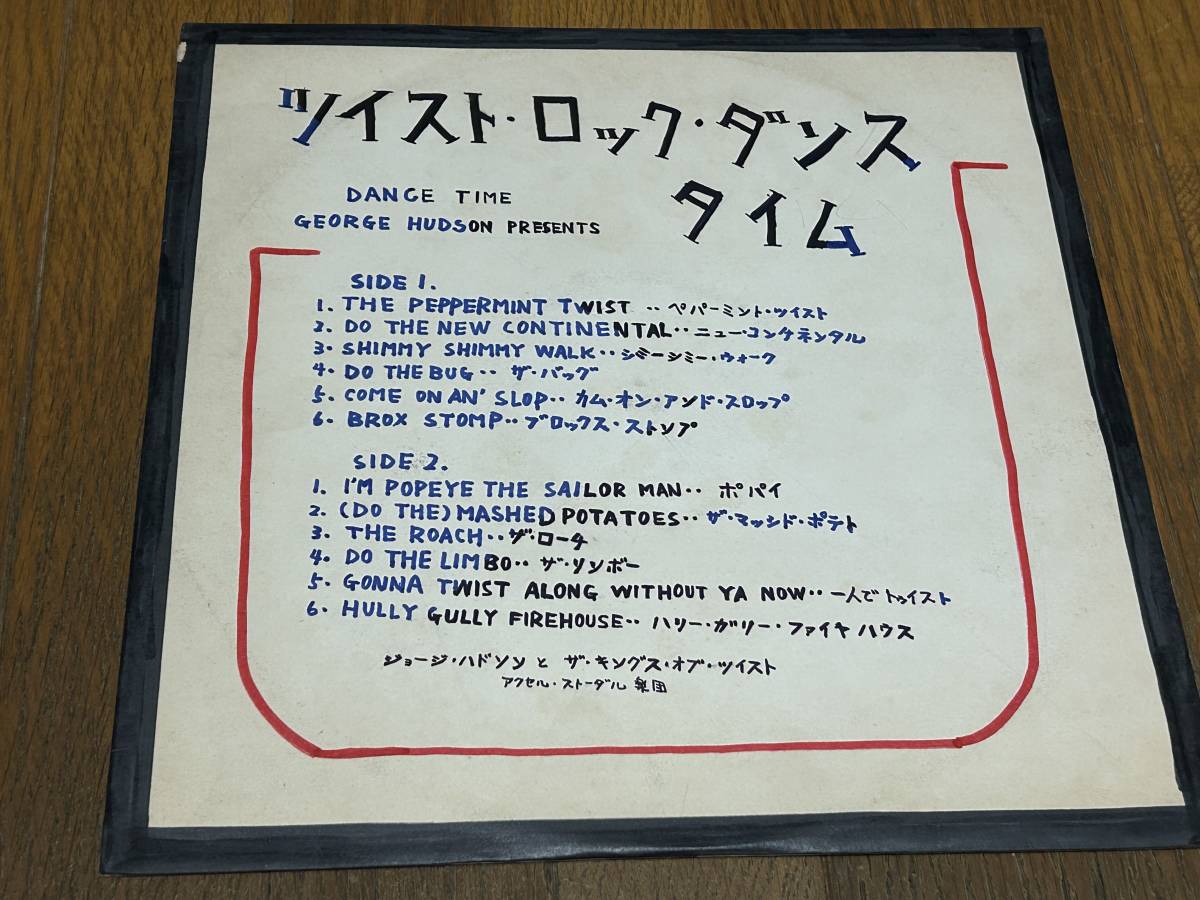 ツイスト・ロック・ダンス
タイム
DANCE TIME
GEORGE HUDSON PRESENTS
SIDE 1.
1. THE PEPPERMINT TWIST ‥ ペパーミント・ツイスト
2. DO THE NEW CONTINENTAL‥ニュー・コンチネンタル
3. SHIMMY SHIMMY WALK‥シミーシミー・ウォーク
4. DO THE BUG‥ ザ・バッグ
5. COME ON AN' SLOP‥ カム・オン・アンド・スロップ
6. BROX STOMP‥ブロックス・ストンプ
SIDE 2.
1. I'M POPEYE THE SAILOR MAN‥ ポパイ
2. (DO THE) MASHED POTATOES‥ ザ・マッシド・ポテト
3. THE ROACH‥ザ・ローチ
4. DO THE LIMBO‥ ザ・リンボー
5. GONNA TWIST ALONG WITHOUT YA NOW‥ 一人でトゥイスト
6. HULLY GULLY FIREHOUSE‥ ハリー・ガリー・ファイヤハウス
ジョージ・ハドソンと ザ・キングス・オブ・ツイスト
アクセル・ストーダル 楽団